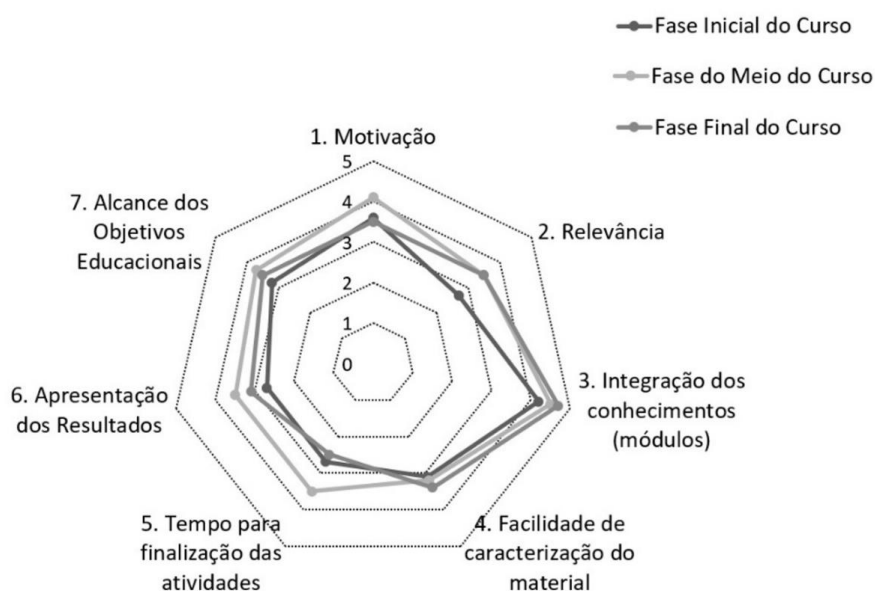 Fase Inicial do Curso
Fase do Meio do Curso
Fase Final do Curso
1. Motivação
5
4
3
2
1
0
2. Relevância
3. Integração dos
conhecimentos
(módulos)
4. Facilidade de
caracterização do
material
5. Tempo para
finalização das
atividades
6. Apresentação
dos Resultados
7. Alcance dos
Objetivos
Educacionais